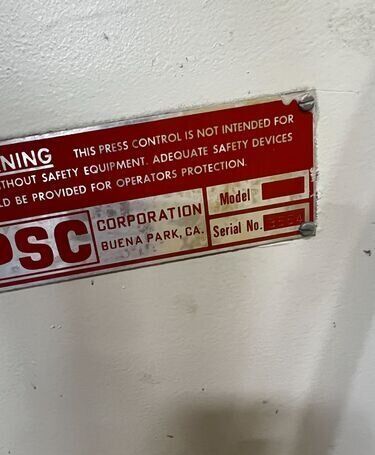 NING THIS PRESS CONTROL IS NOT INTENDED FOR
THOUT SAFETY EQUIPMENT. ADEQUATE SAFETY DEVICES
LD BE PROVIDED FOR OPERATORS PROTECTION.
PSC CORPORATION
BUENA PARK, CA.
Model
Serial No. 3554